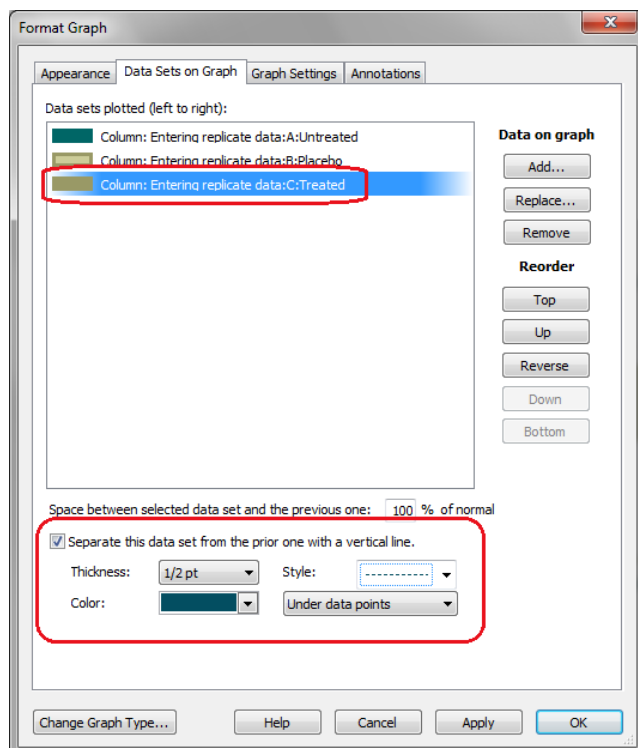 Format Graph
Appearance Data Sets on Graph Graph Settings Annotations
Data sets plotted (left to right):
Column: Entering replicate data:A:Untreated
Column: Entering replicate data:B:Placebo
Column: Entering replicate data:C:Treated
Data on graph
Add...
Replace...
Remove
Reorder
Top
Up
Reverse
Down
Bottom
Space between selected data set and the previous one: 100 % of normal
Separate this data set from the prior one with a vertical line.
Thickness: 1/2 pt Style:
Color: Under data points
Change Graph Type... Help Cancel Apply OK